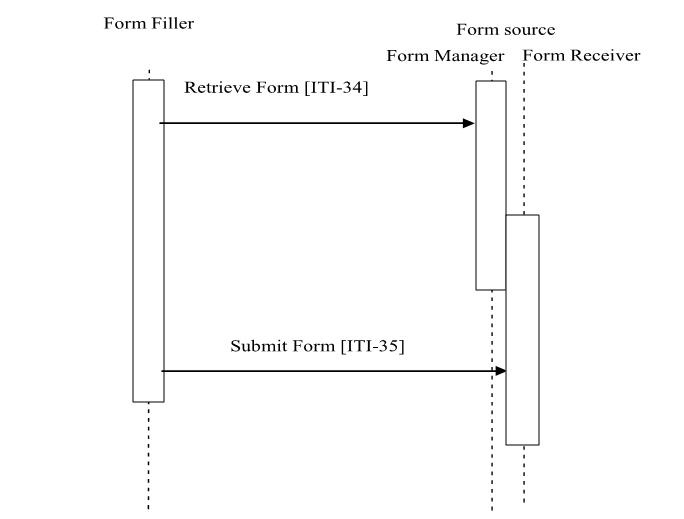 Form Filler
Form source
Form Manager
Form Receiver
Retrieve Form [ITI-34]
Submit Form [ITI-35]